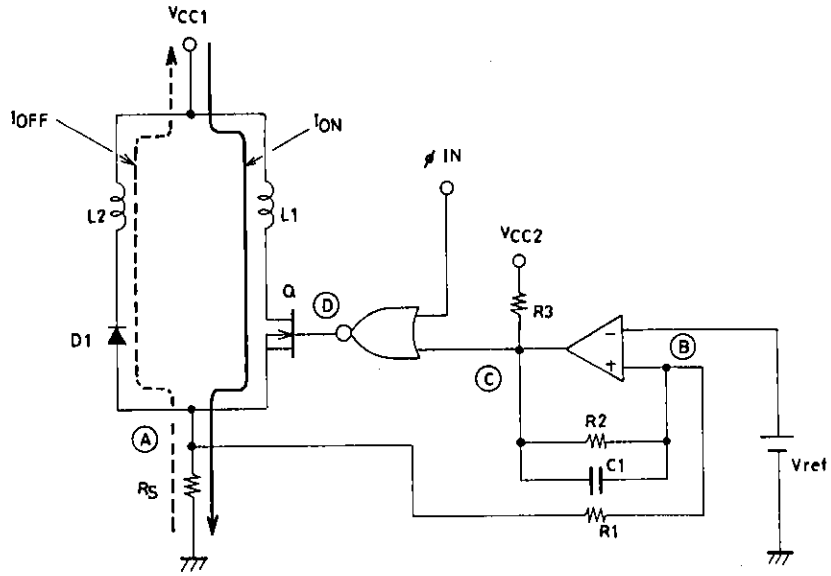 VCC1
IOFF
ION
φ IN
L2
L1
VCC2
Q
D
R3
−
B
D1
+
C
A
R2
C1
Vref
RS
R1